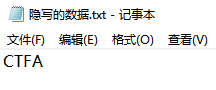 隐写的数据.txt - 记事本
文件(F) 编辑(E) 格式(O) 查看(V)
CTFA